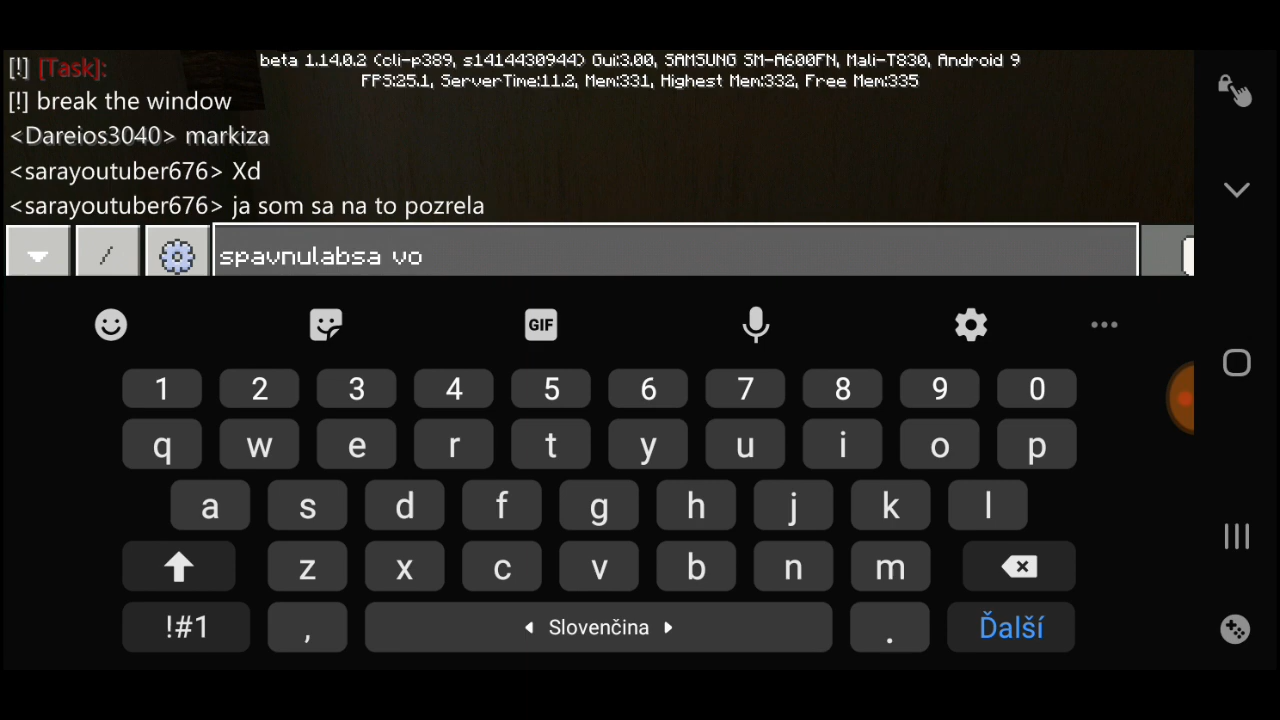 beta 1.14.0.2 (cli-p389, s1414430944) Gui:3.00, SAMSUNG SM-A600FN, Mali-T830, Android 9
FPS:25.1, ServerTime:11.2, Mem:331, Highest Mem:332, Free Mem:335
[!] [Task]:
[!] break the window
<Dareios3040> markiza
<sarayoutuber676> Xd
<sarayoutuber676> ja som sa na to pozrela
/
spavnulabsa vo
GIF
1 2 3 4 5 6 7 8 9 0
q w e r t y u i o p
a s d f g h j k l
z x c v b n m
!#1 , Slovenčina . Ďalší